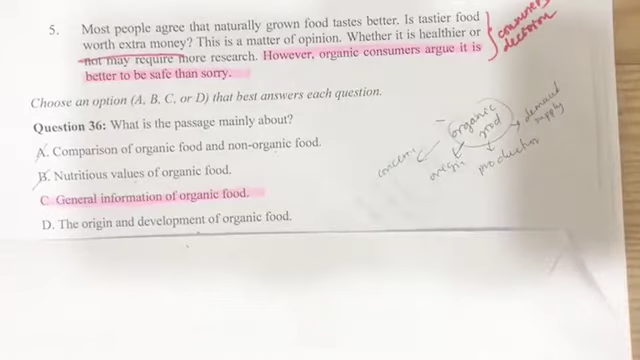 5. Most people agree that naturally grown food tastes better. Is tastier food
worth extra money? This is a matter of opinion. Whether it is healthier or
not may require more research. However, organic consumers argue it is
better to be safe than sorry.
consumers
decision
Choose an option (A, B, C, or D) that best answers each question.
Question 36: What is the passage mainly about?
A. Comparison of organic food and non-organic food.
B. Nutritious values of organic food.
C. General information of organic food.
D. The origin and development of organic food.
organic
food
demand
supply
concern
origin
production